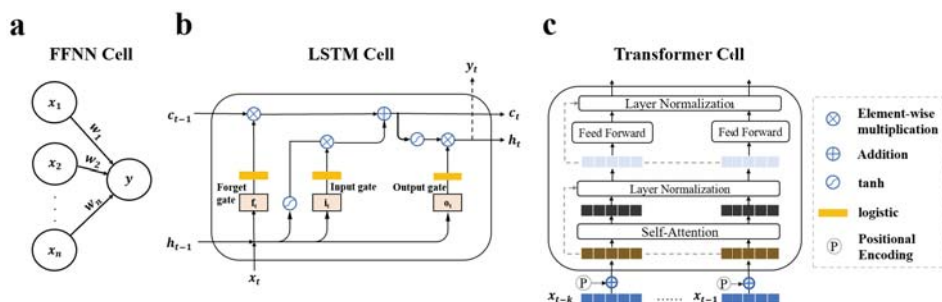 a
FFNN Cell
x₁
x₂
xₙ
w₁
w₂
wₙ
y
b
LSTM Cell
yₜ
cₜ₋₁
cₜ
hₜ
Forget gate
Input gate
Output gate
fₜ
iₜ
oₜ
hₜ₋₁
xₜ
c
Transformer Cell
Layer Normalization
Feed Forward
Feed Forward
Layer Normalization
Self-Attention
P
P
xₜ₋ₖ
......
xₜ₋₁
Element-wise
multiplication
Addition
tanh
logistic
P
Positional
Encoding